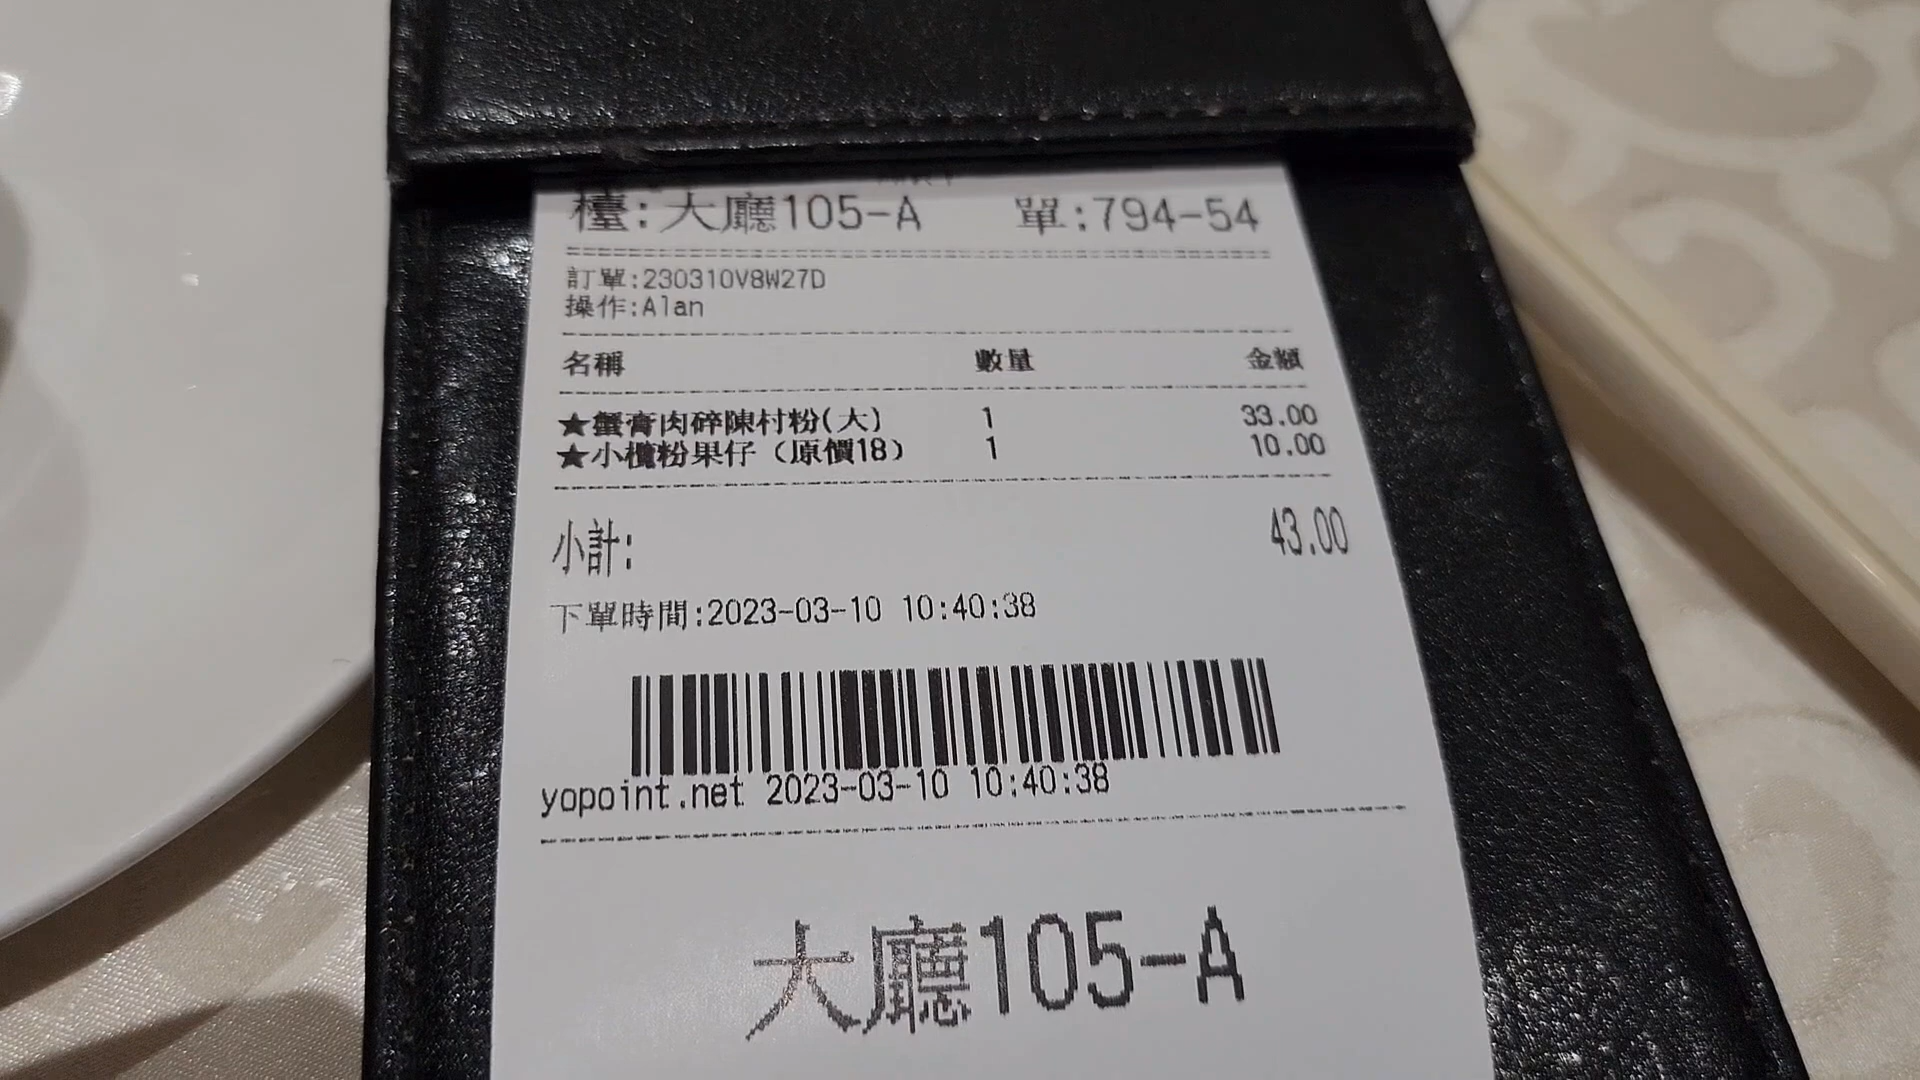 檯:大廳105-A 單:794-54
訂單:230310V8W27D
操作:Alan
名稱 數量 金額
★蟹膏肉碎陳村粉(大) 1 33.00
★小欖粉果仔（原價18） 1 10.00
小計: 43.00
下單時間:2023-03-10 10:40:38
yopoint.net 2023-03-10 10:40:38
大廳105-A